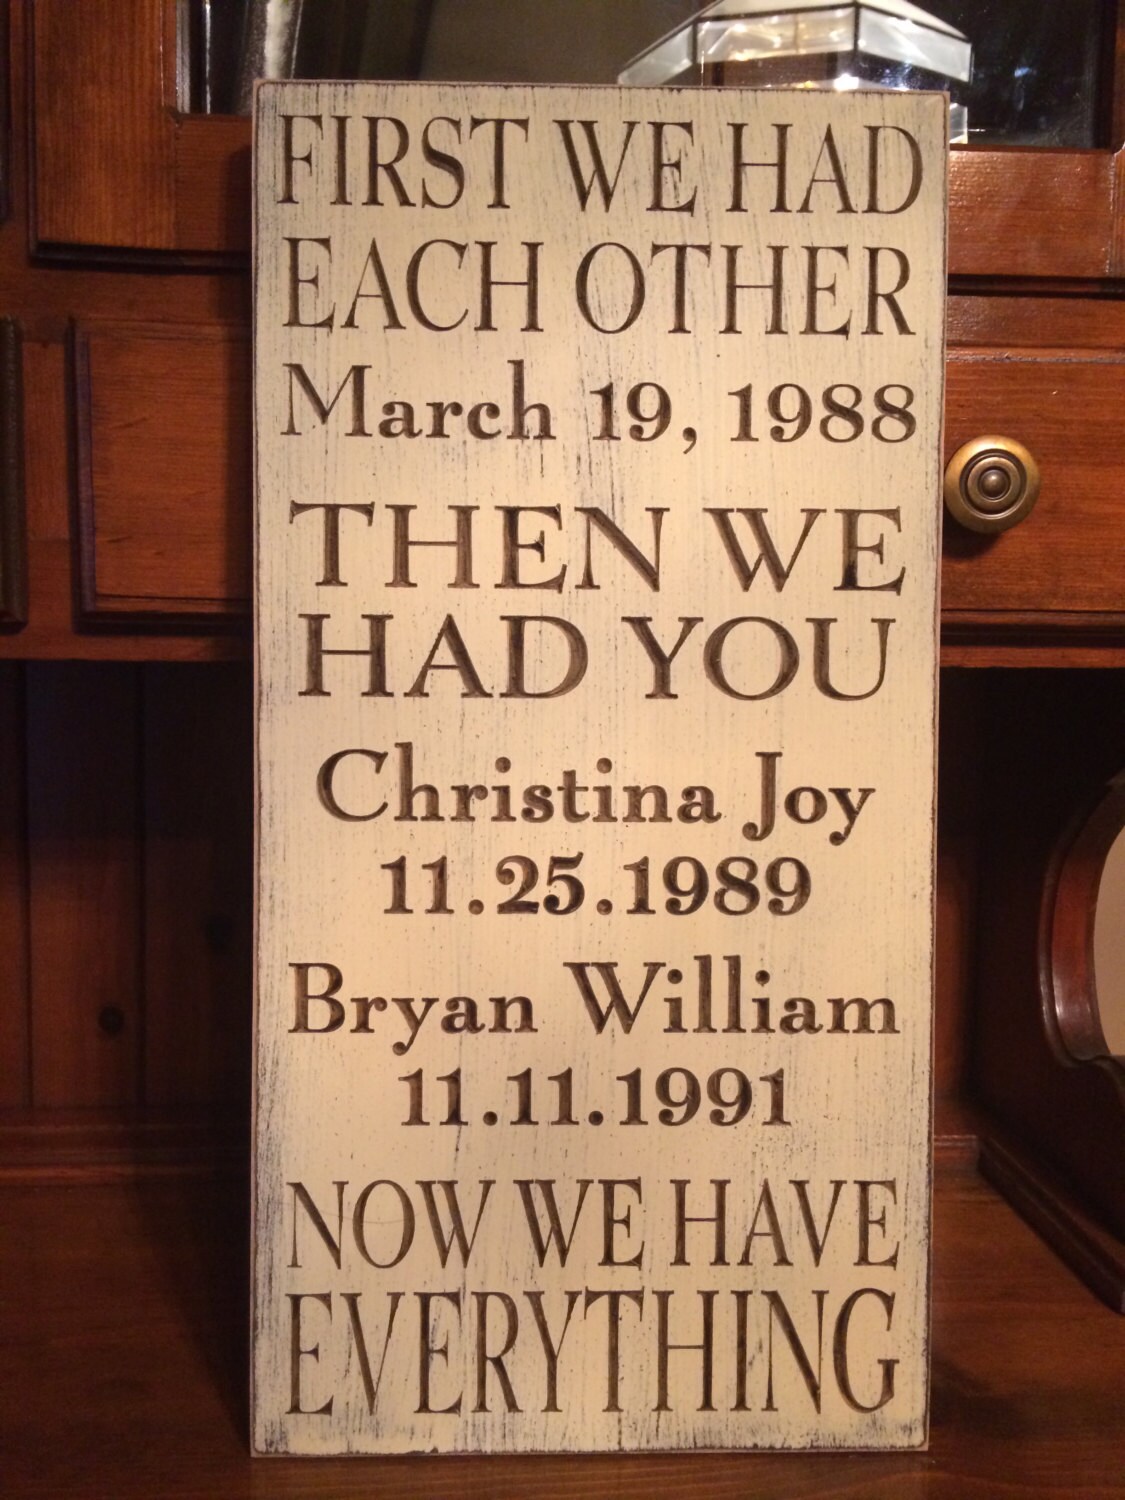 FIRST WE HAD
EACH OTHER
March 19, 1988
THEN WE
HAD YOU
Christina Joy
11.25.1989
Bryan William
11.11.1991
NOW WE HAVE
EVERYTHING